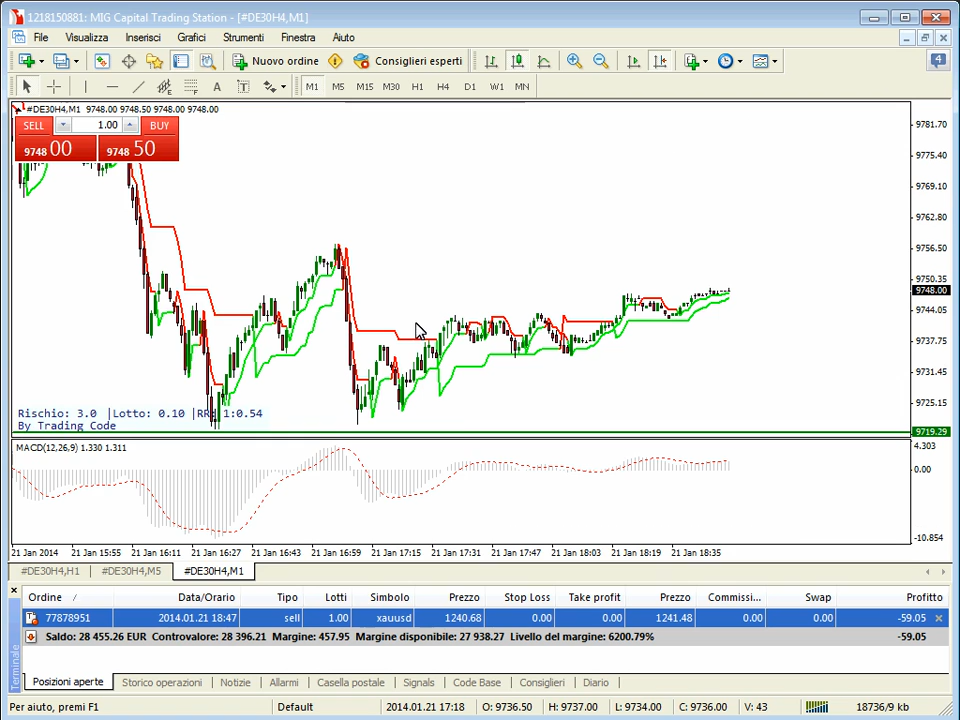 1218150881: MIG Capital Trading Station - [#DE30H4,M1]
File Visualizza Inserisci Grafici Strumenti Finestra Aiuto
Nuovo ordine Consiglieri esperti 4
A T M1 M5 M15 M30 H1 H4 D1 W1 MN
#DE30H4,M1 9748.00 9748.50 9748.00 9748.00
SELL 1.00 BUY
9748 00 9748 50
9781.70
9775.40
9769.10
9762.80
9756.50
9750.35
9748.00
9744.05
9737.75
9731.45
9725.15
9719.29
Rischio: 3.0 |Lotto: 0.10 |RR: 1:0.54
By Trading Code
MACD(12,26,9) 1.330 1.311
4.303
0.00
-10.854
21 Jan 2014 21 Jan 15:55 21 Jan 16:11 21 Jan 16:27 21 Jan 16:43 21 Jan 16:59 21 Jan 17:15 21 Jan 17:31 21 Jan 17:47 21 Jan 18:03 21 Jan 18:19 21 Jan 18:35
#DE30H4,H1 #DE30H4,M5 #DE30H4,M1
Ordine / Data/Orario Tipo Lotti Simbolo Prezzo Stop Loss Take profit Prezzo Commissi... Swap Profitto
77878951 2014.01.21 18:47 sell 1.00 xauusd 1240.68 0.00 0.00 1241.48 0.00 0.00 -59.05
Saldo: 28 455.26 EUR Controvalore: 28 396.21 Margine: 457.95 Margine disponibile: 27 938.27 Livello del margine: 6200.79% -59.05
Terminale
Posizioni aperte Storico operazioni Notizie Allarmi Casella postale Signals Code Base Consiglieri Diario
Per aiuto, premi F1 Default 2014.01.21 17:18 O: 9736.50 H: 9737.00 L: 9734.00 C: 9736.00 V: 43 18736/9 kb